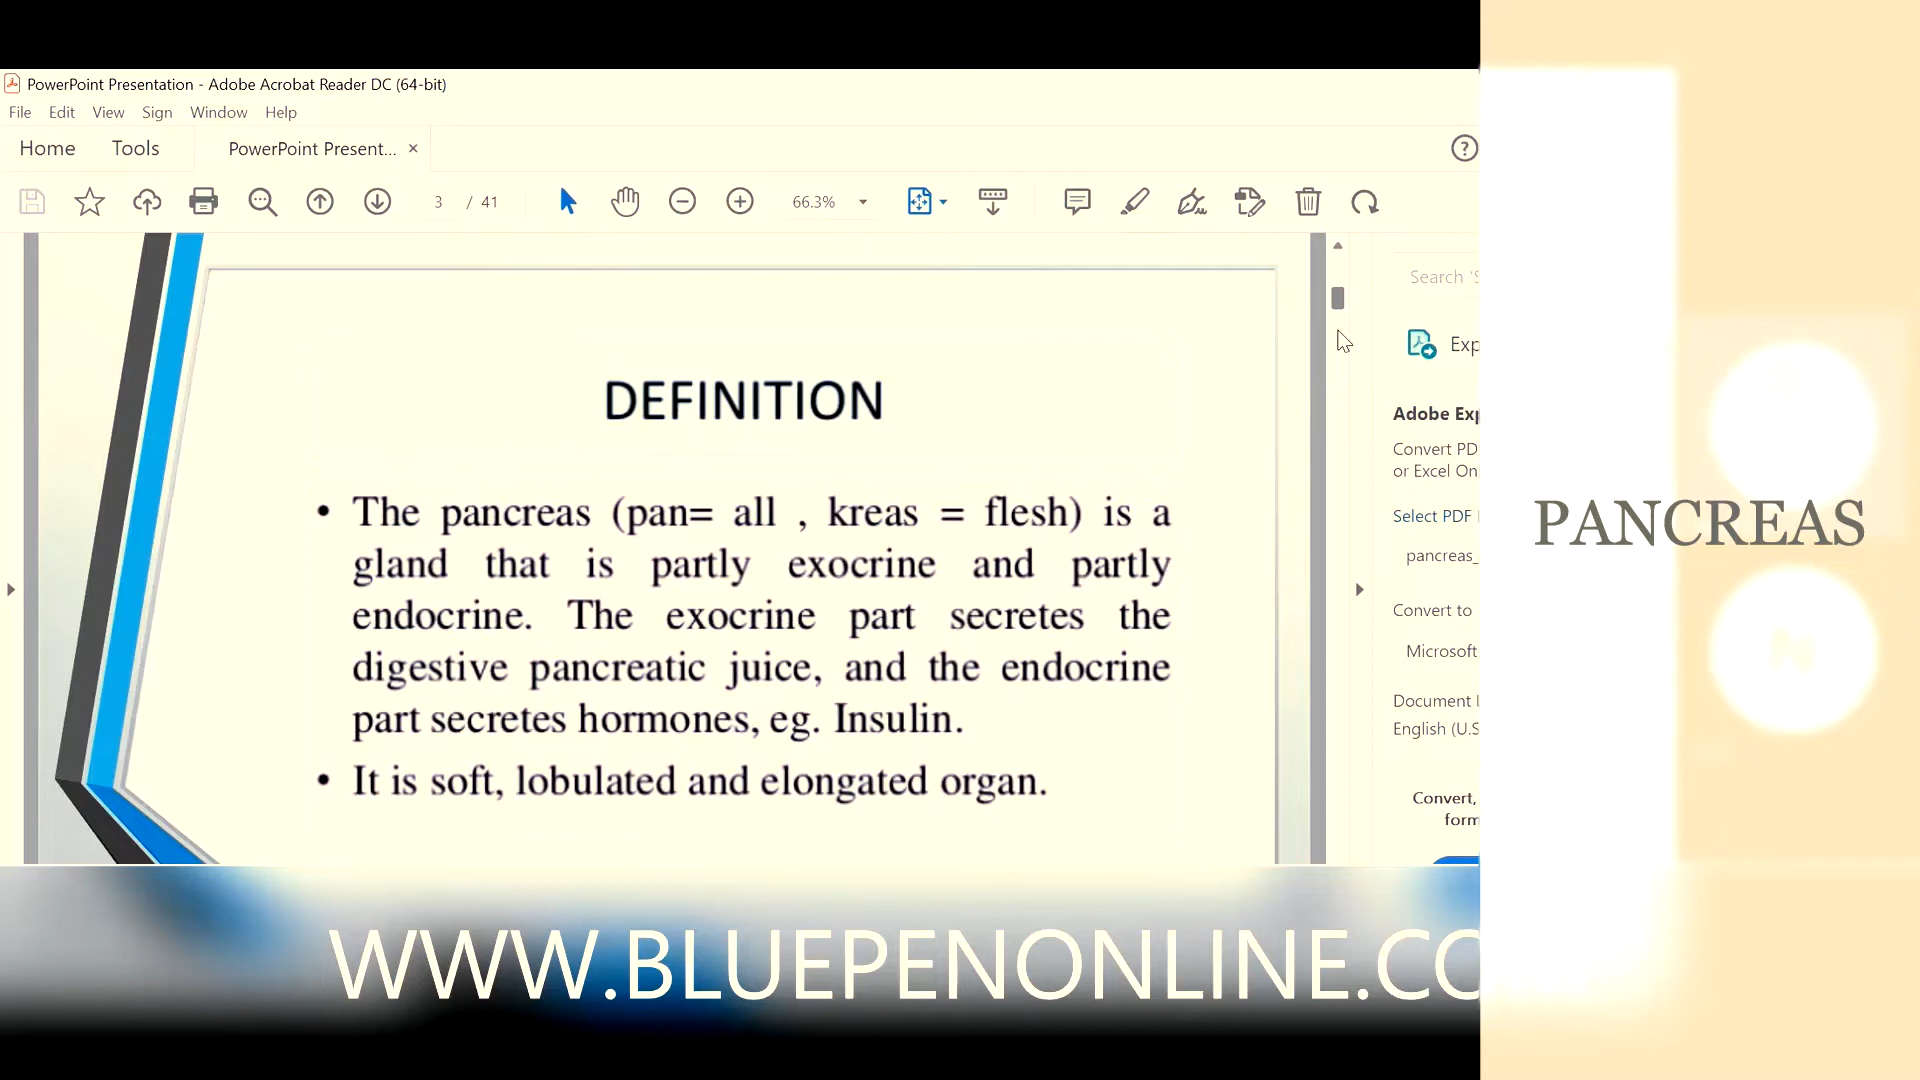 PowerPoint Presentation - Adobe Acrobat Reader DC (64-bit)
File Edit View Sign Window Help
Home Tools PowerPoint Present... ×
3 / 41 66.3%
Search 'S
DEFINITION
• The pancreas (pan= all , kreas = flesh) is a
gland that is partly exocrine and partly
endocrine. The exocrine part secretes the
digestive pancreatic juice, and the endocrine
part secretes hormones, eg. Insulin.
• It is soft, lobulated and elongated organ.
Exp
Adobe Exp
Convert PD
or Excel On
Select PDF
pancreas_
Convert to
Microsoft
Document
English (U.S
Convert,
form
PANCREAS
WWW.BLUEPENONLINE.CO